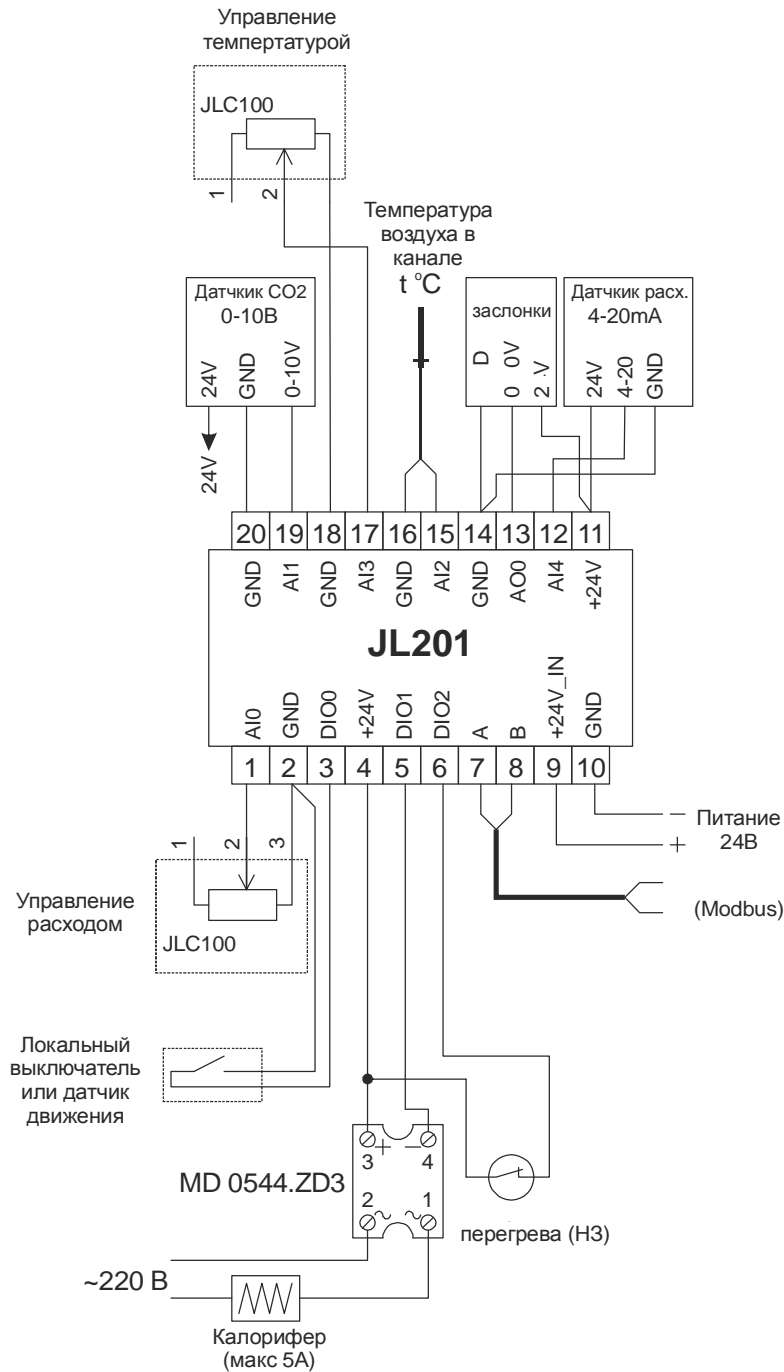 Управление
темпертатурой
JLC100
1
2
Температура
воздуха в
канале
t °C
Датчкик CO2
0-10В
24V
GND
0-10V
24V
заслонки
D
0 0V
2 .V
Датчкик расх.
4-20mA
24V
4-20
GND
20 19 18 17 16 15 14 13 12 11
GND AI1 GND AI3 GND AI2 GND AO0 AI4 +24V
JL201
AI0 GND DIO0 +24V DIO1 DIO2 A B +24V_IN GND
1 2 3 4 5 6 7 8 9 10
1
2
3
Управление
расходом
JLC100
− Питание
+ 24В
(Modbus)
Локальный
выключатель
или датчик
движения
+ −
3 4
MD 0544.ZD3
2 1
~ ~
перегрева (НЗ)
~220 В
Калорифер
(макс 5А)